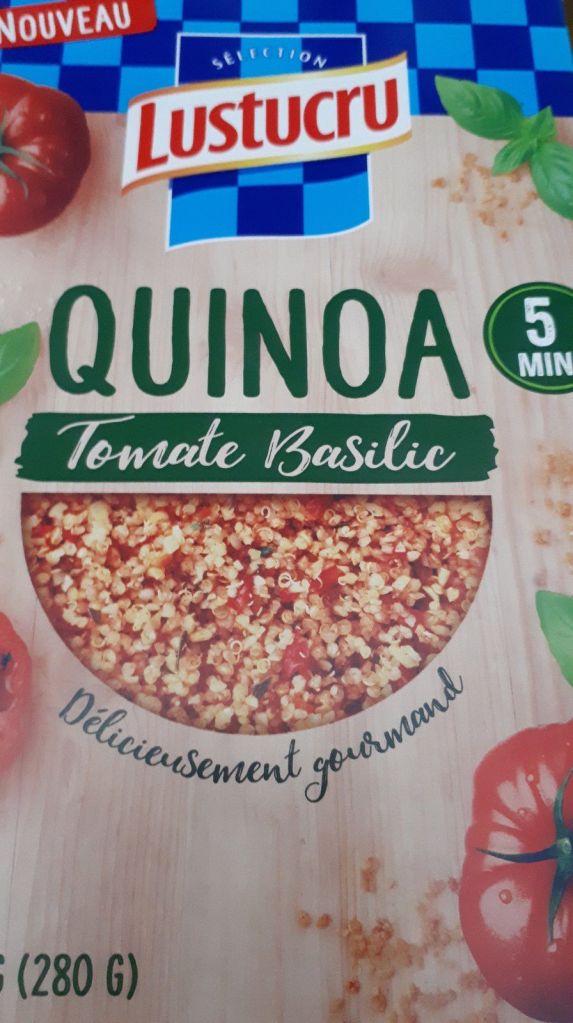 NOUVEAU
SÉLECTION
LUSTUCRU
QUINOA
5
MIN
Tomate Basilic
Délicieusement gourmand
(280 G)